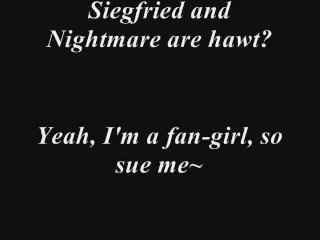 Siegfried and
Nightmare are hawt?
Yeah, I'm a fan-girl, so
sue me~